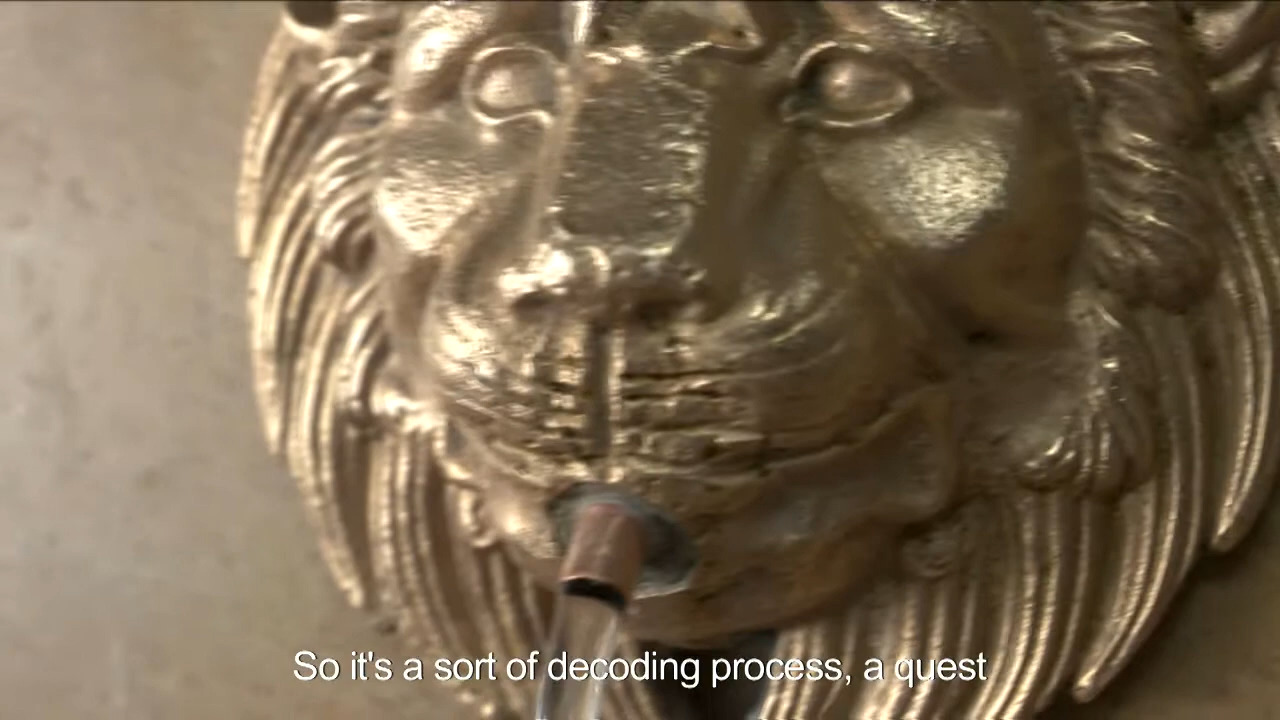 So it's a sort of decoding process, a quest